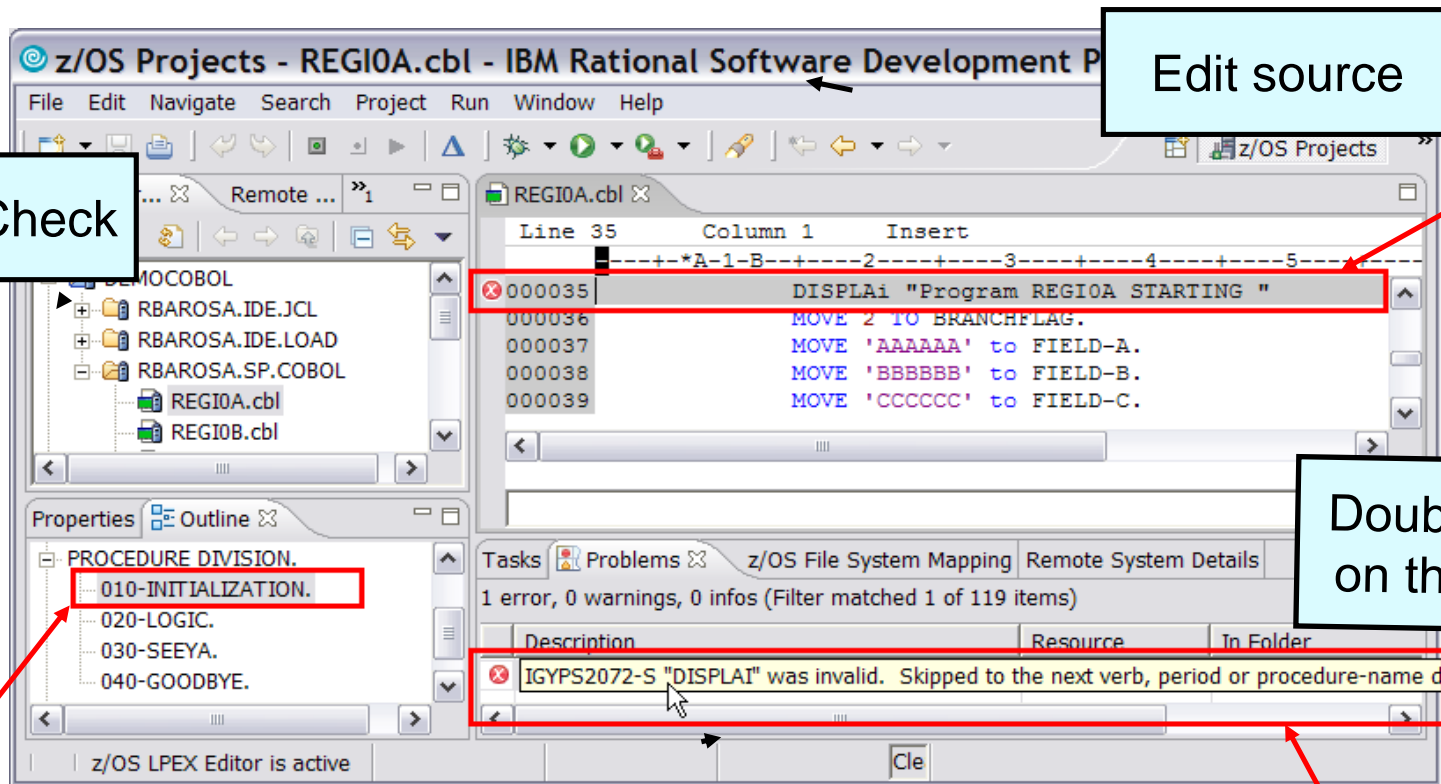 z/OS Projects - REGI0A.cbl - IBM Rational Software Development P
Edit source
File Edit Navigate Search Project Run Window Help
z/OS Projects »
Check
... Remote ... »1
REGI0A.cbl
Line 35 Column 1 Insert
----+-*A-1-B--+----2----+----3----+----4----+----5----+----
DEMOCOBOL
RBAROSA.IDE.JCL
RBAROSA.IDE.LOAD
RBAROSA.SP.COBOL
REGI0A.cbl
REGI0B.cbl
000035 DISPLAi "Program REGI0A STARTING "
000036 MOVE 2 TO BRANCHFLAG.
000037 MOVE 'AAAAAA' to FIELD-A.
000038 MOVE 'BBBBBB' to FIELD-B.
000039 MOVE 'CCCCCC' to FIELD-C.
Doub
on th
Properties Outline
PROCEDURE DIVISION.
010-INITIALIZATION.
020-LOGIC.
030-SEEYA.
040-GOODBYE.
Tasks Problems z/OS File System Mapping Remote System Details
1 error, 0 warnings, 0 infos (Filter matched 1 of 119 items)
Description Resource In Folder
IGYPS2072-S "DISPLAI" was invalid. Skipped to the next verb, period or procedure-name d
z/OS LPEX Editor is active
Cle